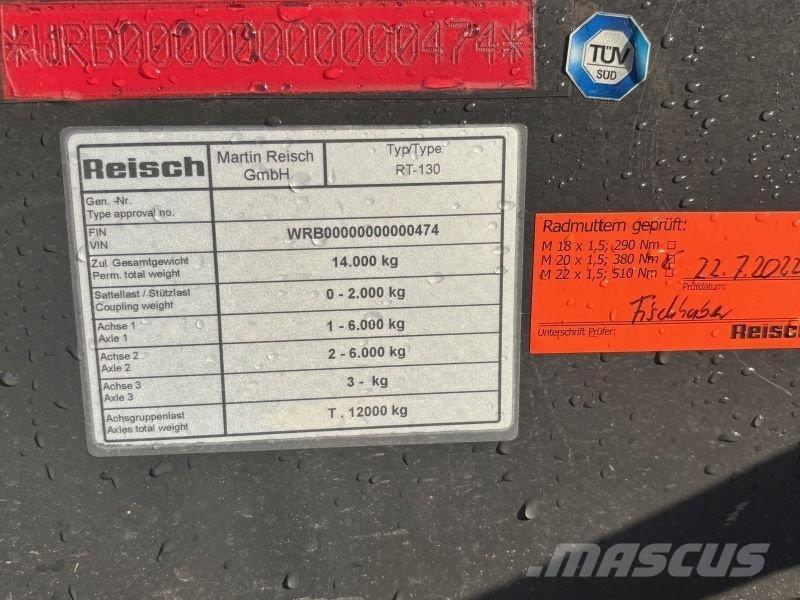 *WRB00000000000474*
TÜV
SÜD
Reisch
Martin Reisch GmbH
Typ/Type:
RT-130
Gen. -Nr.
Type approval no.
FIN
VIN
WRB00000000000474
Zul. Gesamtgewicht
Perm. total weight
14.000 kg
Sattellast / Stützlast
Coupling weight
0 - 2.000 kg
Achse 1
Axle 1
1 - 6.000 kg
Achse 2
Axle 2
2 - 6.000 kg
Achse 3
Axle 3
3 - kg
Achsgruppenlast
Axles total weight
T . 12000 kg
Radmuttern geprüft:
M 18 x 1,5; 290 Nm
M 20 x 1,5; 380 Nm
M 22 x 1,5; 510 Nm
22.7.2022
Prüfdatum:
Fischhaber
Unterschrift Prüfer:
Reisch
MASCUS